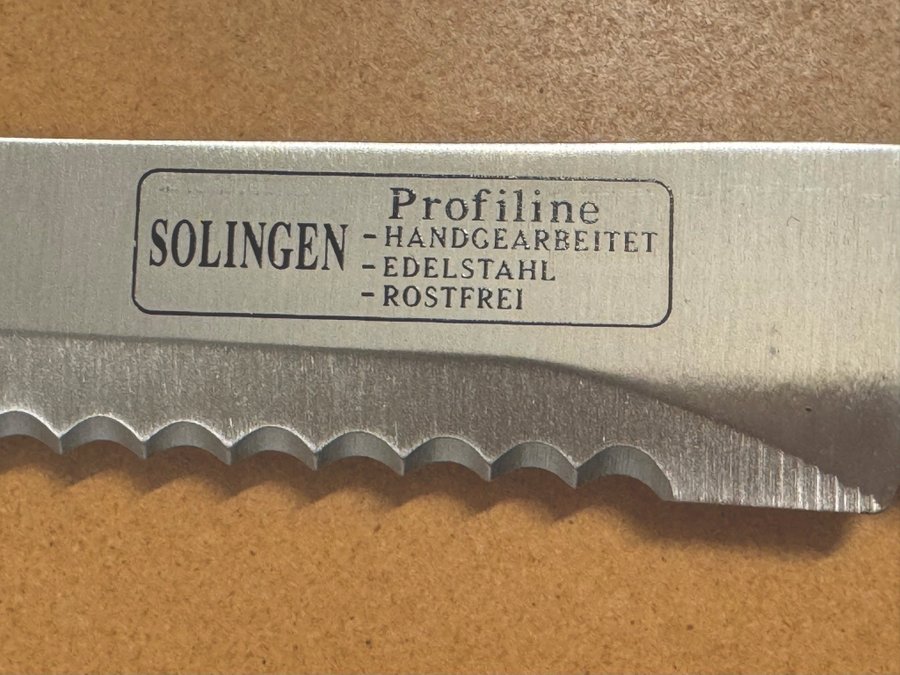 Profiline
SOLINGEN
-HANDGEARBEITET
-EDELSTAHL
-ROSTFREI